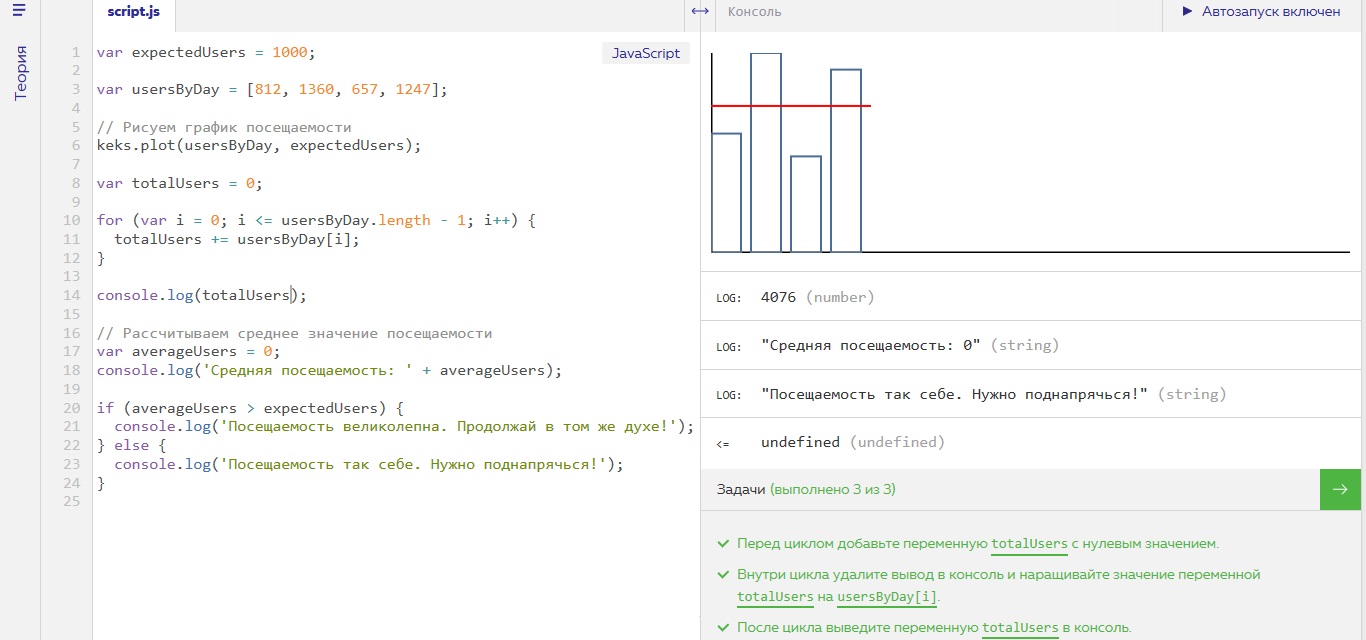 script.js
Консоль
Автозапуск включен
Теория
JavaScript
1 var expectedUsers = 1000;
2
3 var usersByDay = [812, 1360, 657, 1247];
4
5 // Рисуем график посещаемости
6 keks.plot(usersByDay, expectedUsers);
7
8 var totalUsers = 0;
9
10 for (var i = 0; i <= usersByDay.length - 1; i++) {
11   totalUsers += usersByDay[i];
12 }
13
14 console.log(totalUsers);
15
16 // Рассчитываем среднее значение посещаемости
17 var averageUsers = 0;
18 console.log('Средняя посещаемость: ' + averageUsers);
19
20 if (averageUsers > expectedUsers) {
21   console.log('Посещаемость великолепна. Продолжай в том же духе!');
22 } else {
23   console.log('Посещаемость так себе. Нужно поднапрячься!');
24 }
25
LOG: 4076 (number)
LOG: "Средняя посещаемость: 0" (string)
LOG: "Посещаемость так себе. Нужно поднапрячься!" (string)
<= undefined (undefined)
Задачи (выполнено 3 из 3)
Перед циклом добавьте переменную totalUsers с нулевым значением.
Внутри цикла удалите вывод в консоль и наращивайте значение переменной
totalUsers на usersByDay[i].
После цикла выведите переменную totalUsers в консоль.